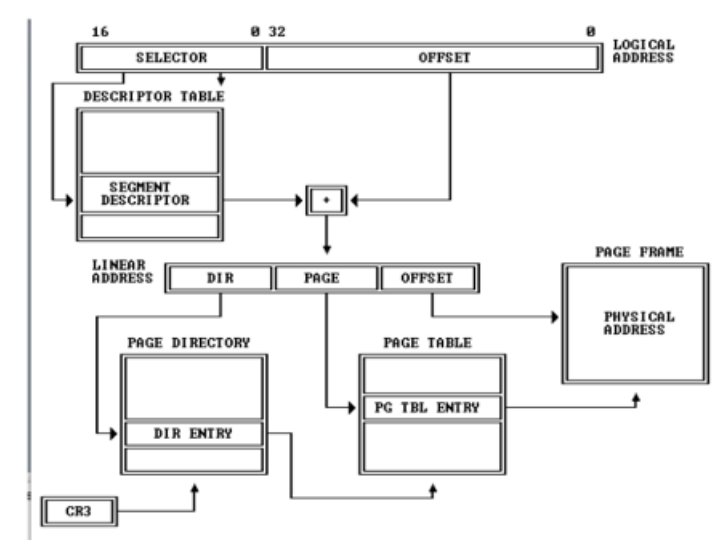 16 0 32 0
SELECTOR OFFSET
LOGICAL
ADDRESS
DESCRIPTOR TABLE
SEGMENT
DESCRIPTOR
+
LINEAR
ADDRESS
DIR PAGE OFFSET
PAGE FRAME
PHYSICAL
ADDRESS
PAGE DIRECTORY
PAGE TABLE
PG TBL ENTRY
DIR ENTRY
CR3